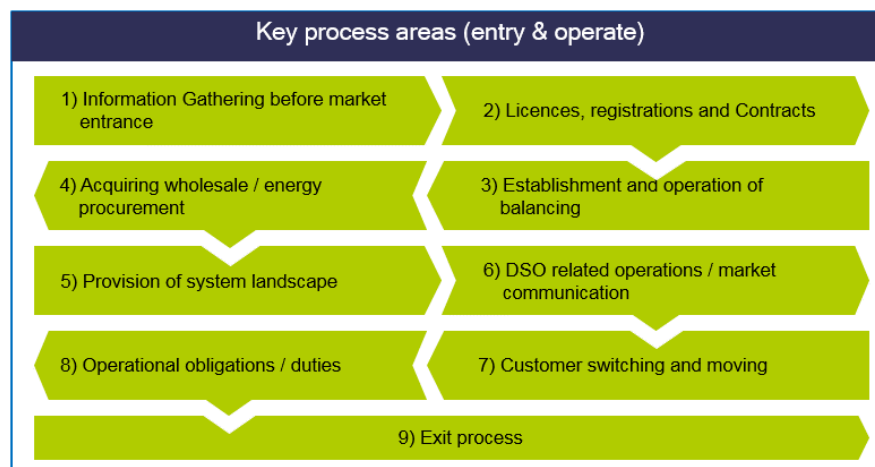 Key process areas (entry & operate)
1) Information Gathering before market
entrance
2) Licences, registrations and Contracts
4) Acquiring wholesale / energy
procurement
3) Establishment and operation of
balancing
5) Provision of system landscape
6) DSO related operations / market
communication
8) Operational obligations / duties
7) Customer switching and moving
9) Exit process